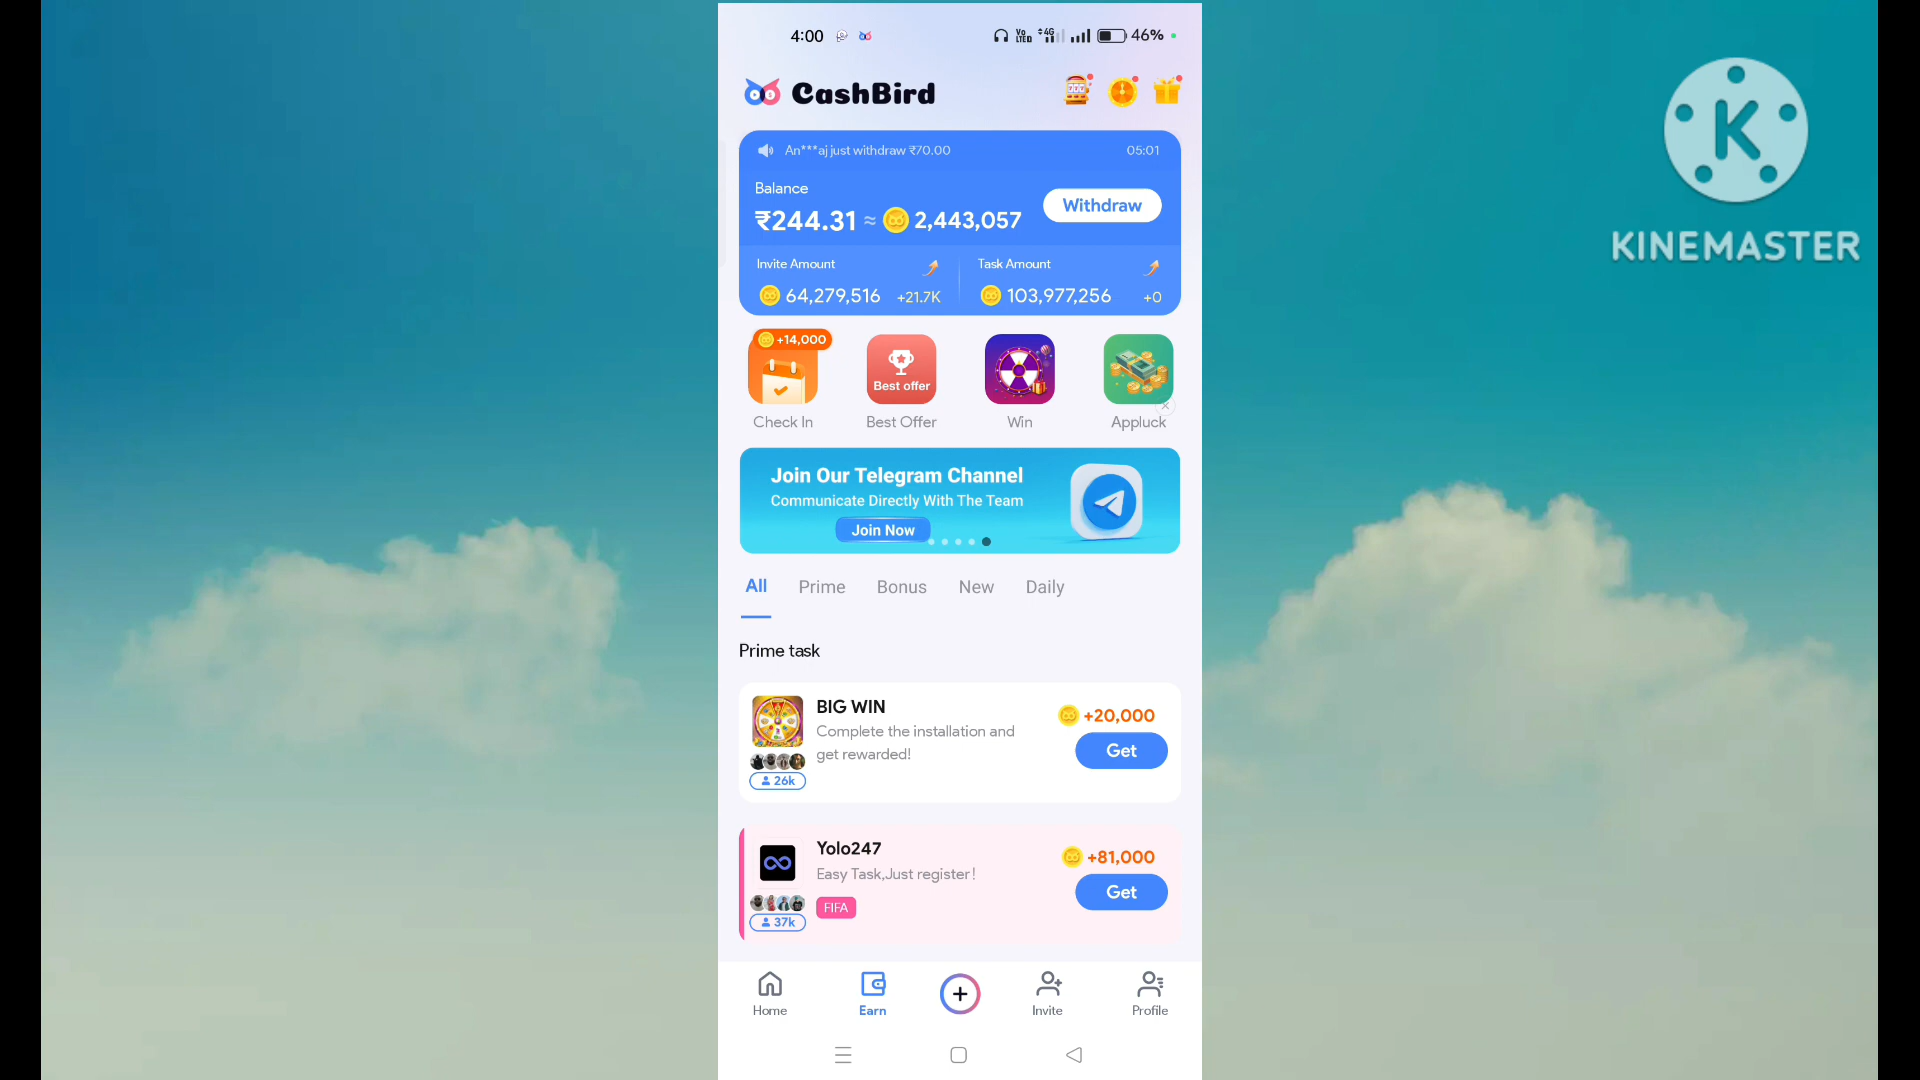 4:00
Vo
LTE
4G
46%
CashBird
An***aj just withdraw ₹70.00
05:01
Balance
₹244.31 ≈ 2,443,057
Withdraw
Invite Amount
64,279,516 +21.7K
Task Amount
103,977,256 +0
+14,000
Best offer
Check In
Best Offer
Win
Appluck
Join Our Telegram Channel
Communicate Directly With The Team
Join Now
All
Prime
Bonus
New
Daily
Prime task
BIG WIN
Complete the installation and
get rewarded!
26k
+20,000
Get
Yolo247
Easy Task,Just register!
FIFA
37k
+81,000
Get
Home
Earn
Invite
Profile
K
KINEMASTER